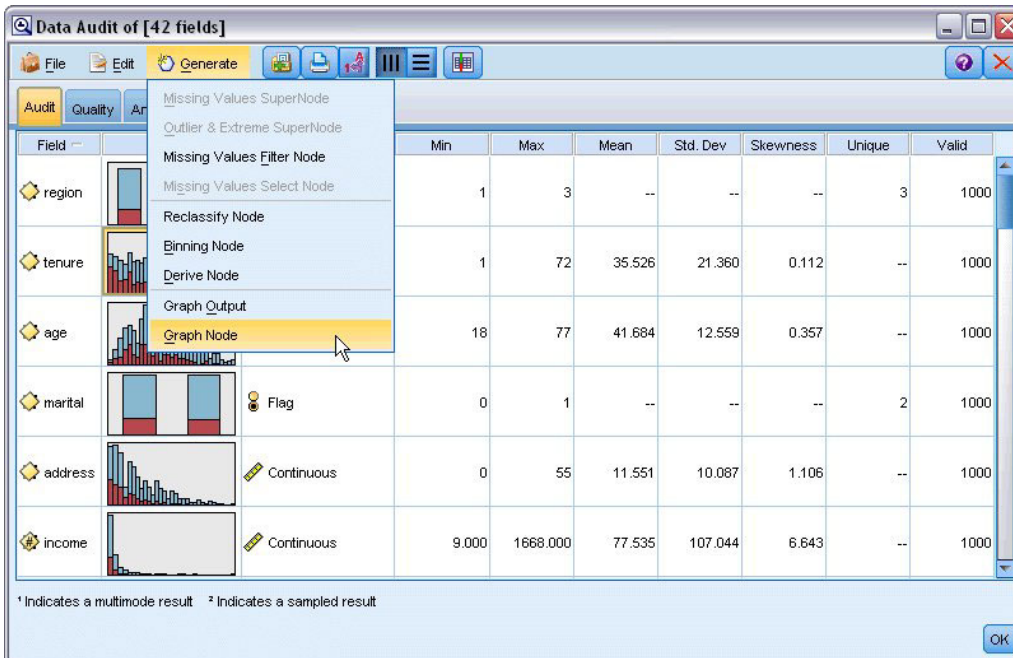 Data Audit of [42 fields]
File Edit Generate
Audit Quality An
Missing Values SuperNode
Outlier & Extreme SuperNode
Missing Values Filter Node
Missing Values Select Node
Reclassify Node
Binning Node
Derive Node
Graph Output
Graph Node
Field Min Max Mean Std. Dev Skewness Unique Valid
region 1 3 -- -- -- 3 1000
tenure 1 72 35.526 21.360 0.112 -- 1000
age 18 77 41.684 12.559 0.357 -- 1000
marital Flag 0 1 -- -- -- 2 1000
address Continuous 0 55 11.551 10.087 1.106 -- 1000
income Continuous 9.000 1668.000 77.535 107.044 6.643 -- 1000
¹ Indicates a multimode result ² Indicates a sampled result
OK